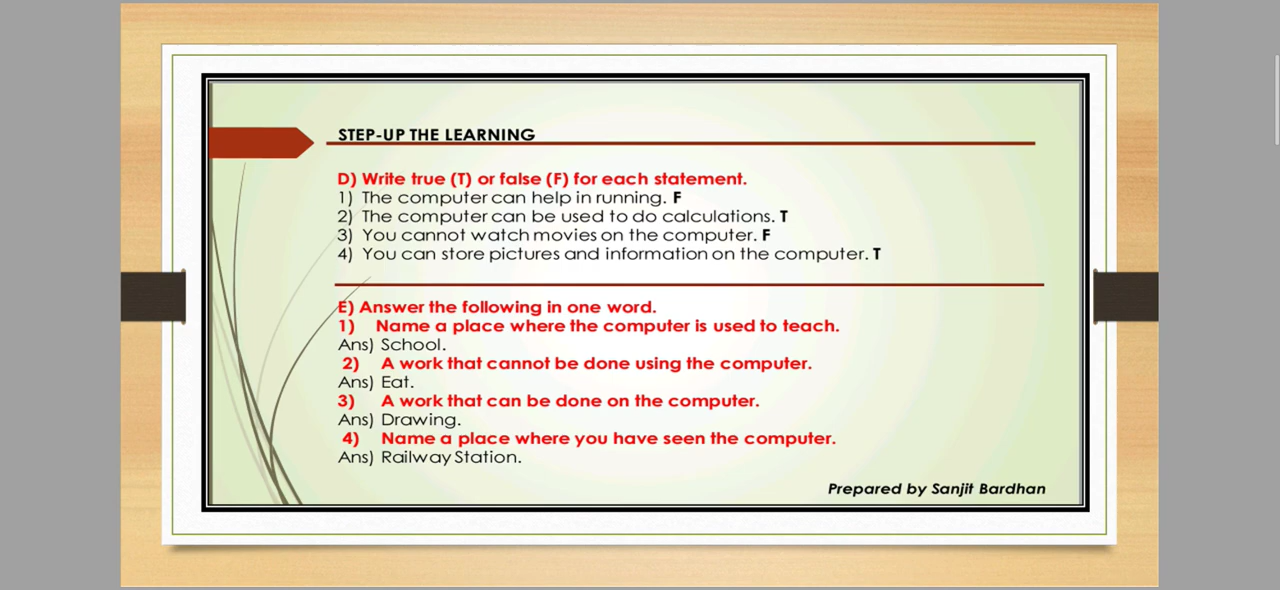 STEP-UP THE LEARNING
D) Write true (T) or false (F) for each statement.
1) The computer can help in running. F
2) The computer can be used to do calculations. T
3) You cannot watch movies on the computer. F
4) You can store pictures and information on the computer. T
E) Answer the following in one word.
1) Name a place where the computer is used to teach.
Ans) School.
2) A work that cannot be done using the computer.
Ans) Eat.
3) A work that can be done on the computer.
Ans) Drawing.
4) Name a place where you have seen the computer.
Ans) Railway Station.
Prepared by Sanjit Bardhan